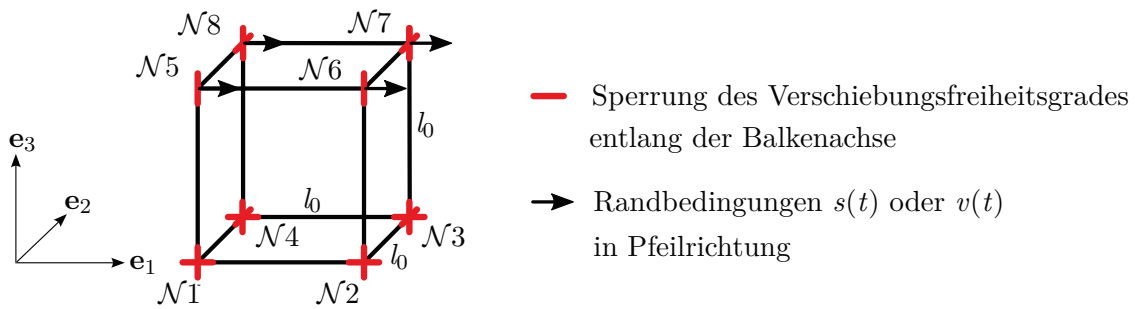 𝒩8
𝒩7
𝒩5
𝒩6
l₀
e₃
e₂
l₀
𝒩4
𝒩3
l₀
e₁
𝒩1
𝒩2
Sperrung des Verschiebungsfreiheitsgrades
entlang der Balkenachse
Randbedingungen s(t) oder v(t)
in Pfeilrichtung